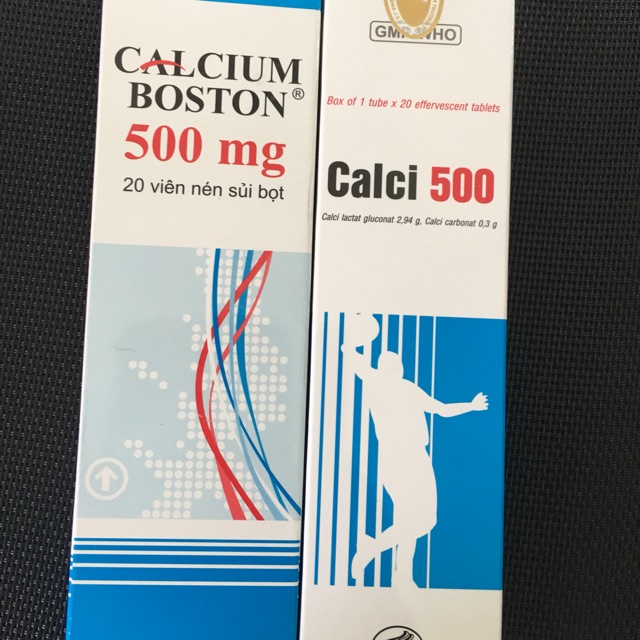 CALCIUM
BOSTON®
500 mg
20 viên nén sủi bọt
GMP WHO
Box of 1 tube x 20 effervescent tablets
Calci 500
Calci lactat gluconat 2,94 g, Calci carbonat 0,3 g